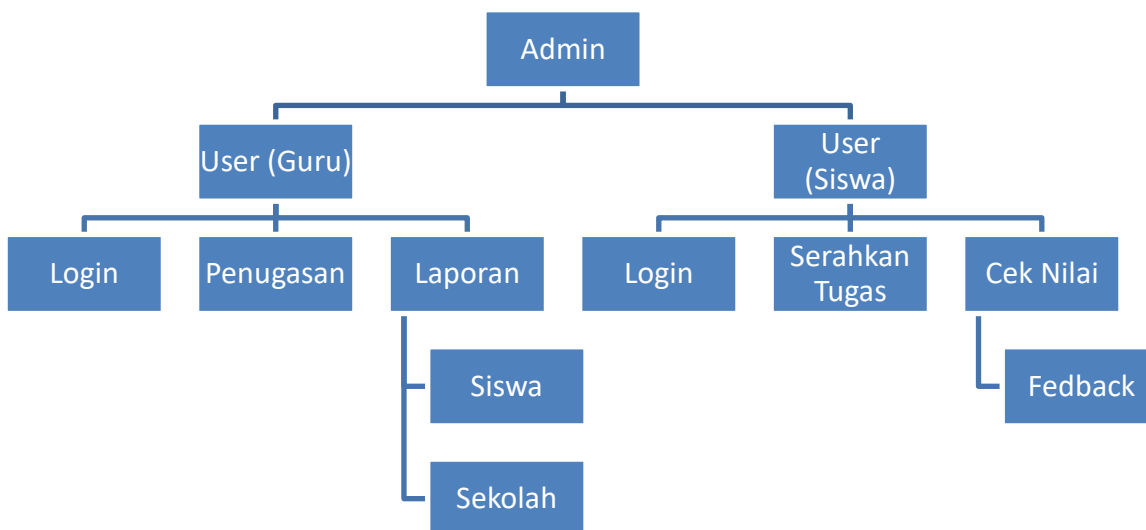 Admin
User (Guru)
User
(Siswa)
Login
Penugasan
Laporan
Login
Serahkan
Tugas
Cek Nilai
Siswa
Fedback
Sekolah